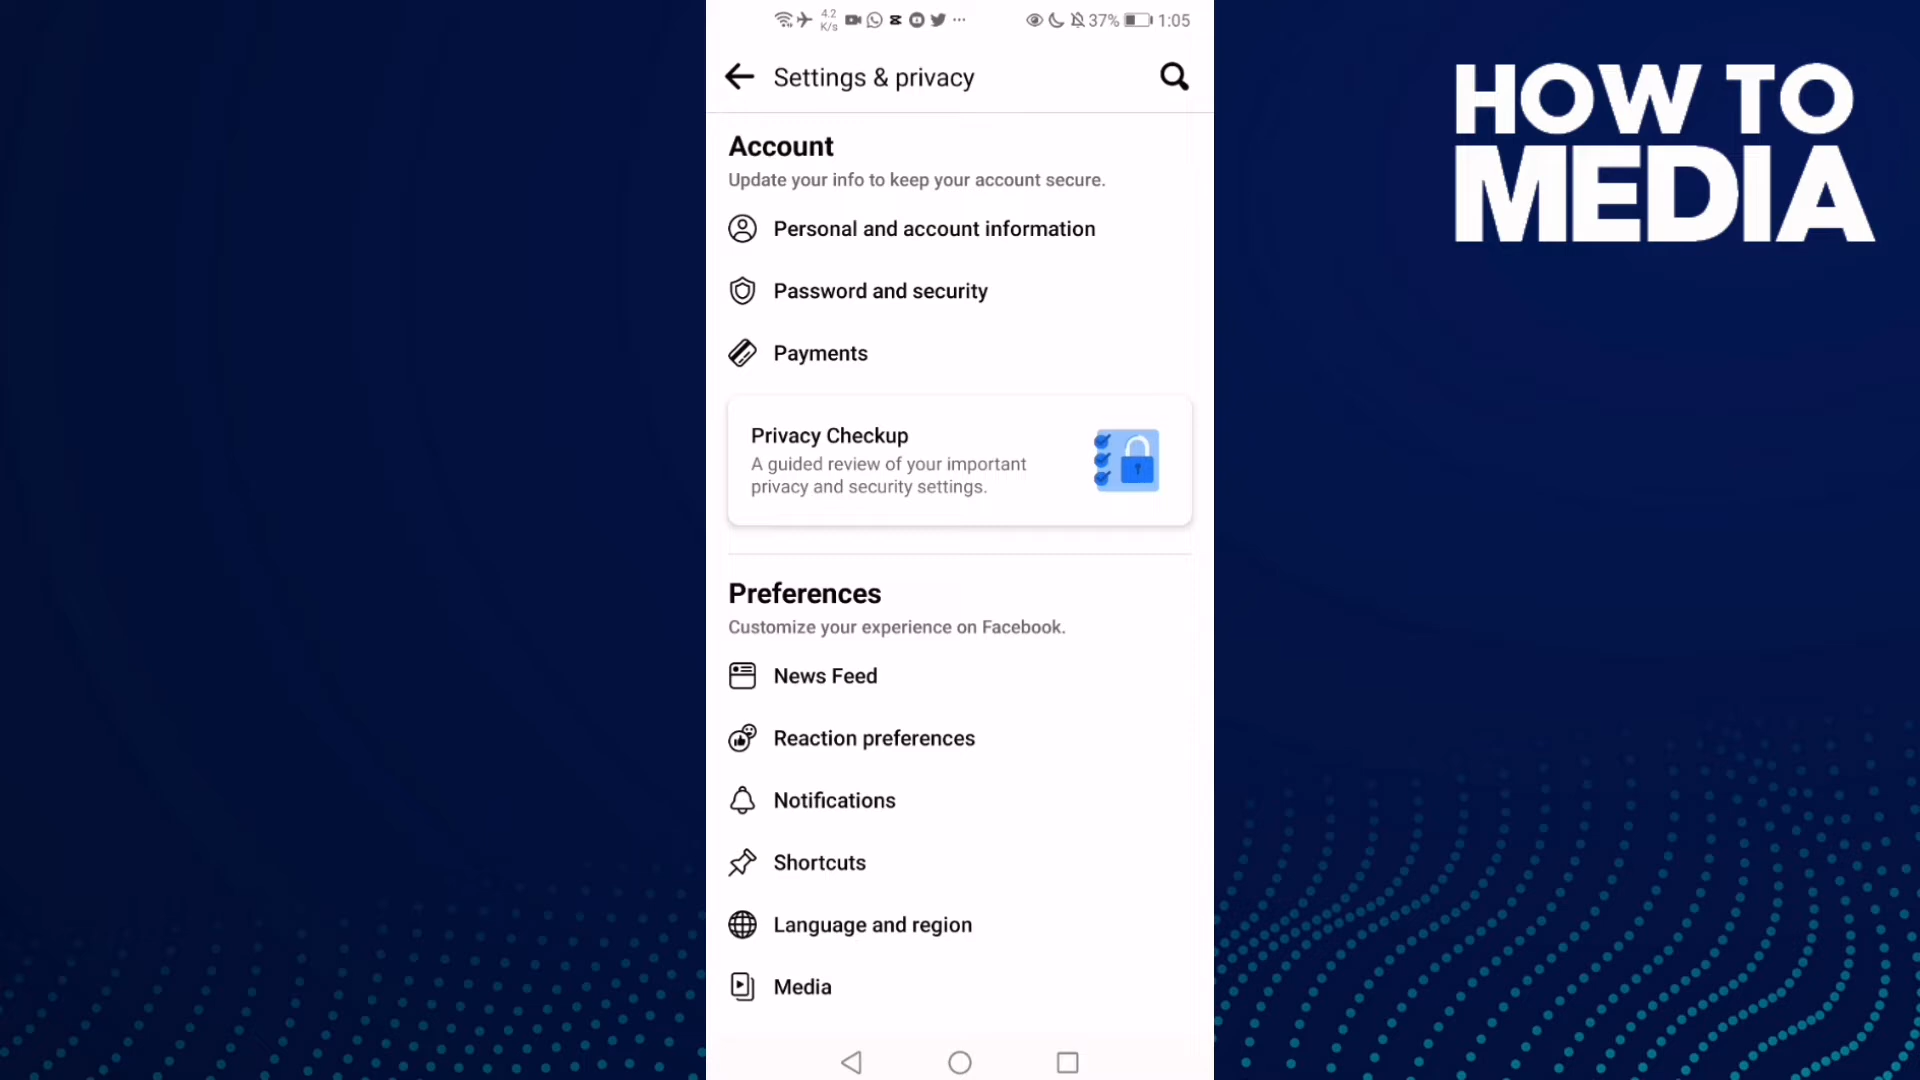 4.2
K/s
37%
1:05
Settings & privacy
HOW TO
MEDIA
Account
Update your info to keep your account secure.
Personal and account information
Password and security
Payments
Privacy Checkup
A guided review of your important
privacy and security settings.
Preferences
Customize your experience on Facebook.
News Feed
Reaction preferences
Notifications
Shortcuts
Language and region
Media